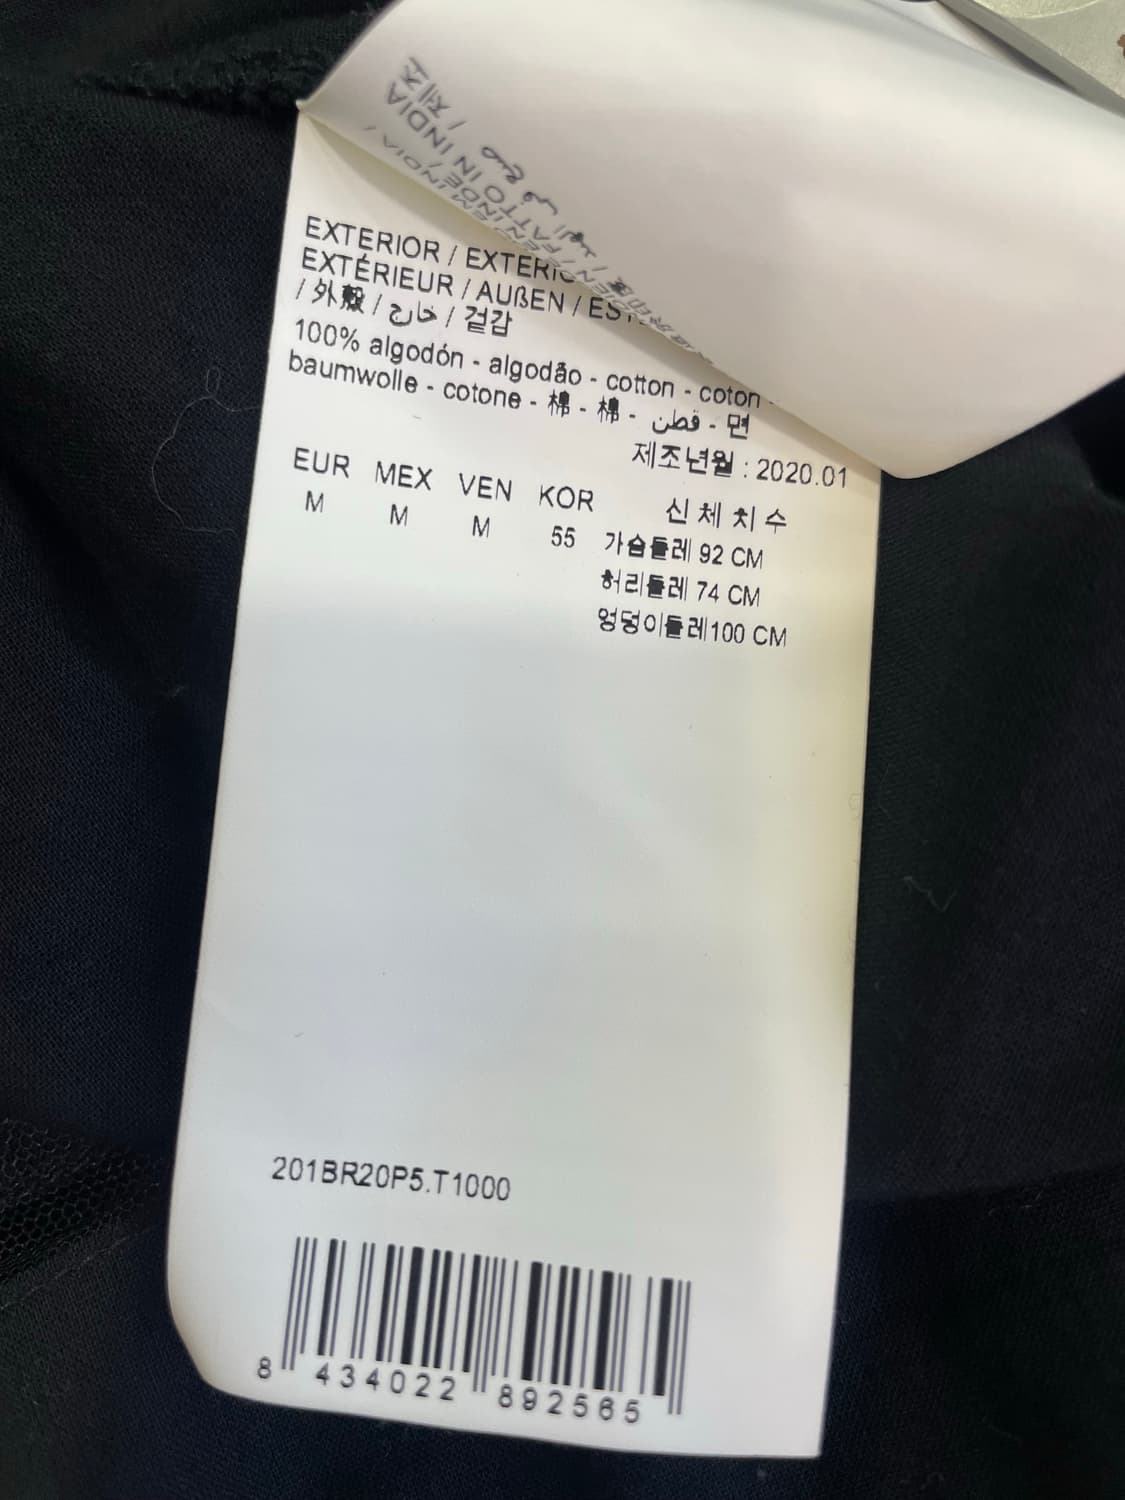 제조
INDIA /
EXTERIOR /
EXTÉRIEUR / AUßEN /
/ 外殼 / خارج / 겉감
100% algodón - algodão - cotton - coton -
baumwolle - cotone - 棉 - 棉 - قطن - 면
제조년월 : 2020.01
EUR MEX VEN KOR 신체치수
M M M 55 가슴둘레 92 CM
허리둘레 74 CM
엉덩이둘레100 CM
201BR20P5.T1000
8 434022 892565